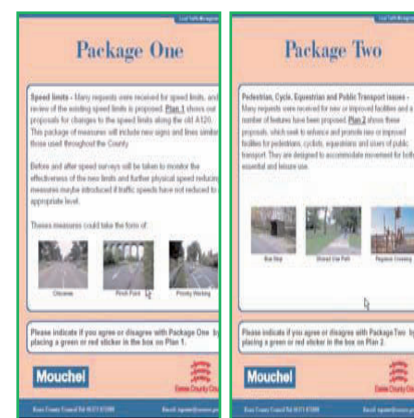 Package One
Speed limits - Many requests were received for speed limits, and
review of the existing speed limits is proposed. Plan 1 shows our
proposals for changes to the speed limits along the old A120.
This package of measures will include new signs and lines similar
those used throughout the County
Before and after speed surveys will be taken to monitor the
effectiveness of the new limits and further physical speed reducing
measures maybe introduced if traffic speeds have not reduced to
appropriate level.
Theses measures could take the form of
Chicanes
Pinch Point
Priority Working
Please indicate if you agree or disagree with Package One by
placing a green or red sticker in the box on Plan 1.
Mouchel
Essex County Cou
Package Two
Pedestrian, Cycle, Equestrian and Public Transport issues -
Many requests were received for new or improved facilities and a
number of features have been proposed. Plan 2 shows these
proposals, which seek to enhance and promote new or improved
facilities for pedestrians, cyclists, equestrians and users of public
transport. They are designed to accommodate movement for both
essential and leisure use.
Bus Stop
Shared Use Path
Pegasus Crossing
Please indicate if you agree or disagree with Package Two by
placing a green or red sticker in the box on Plan 2.
Mouchel
Essex County Cou